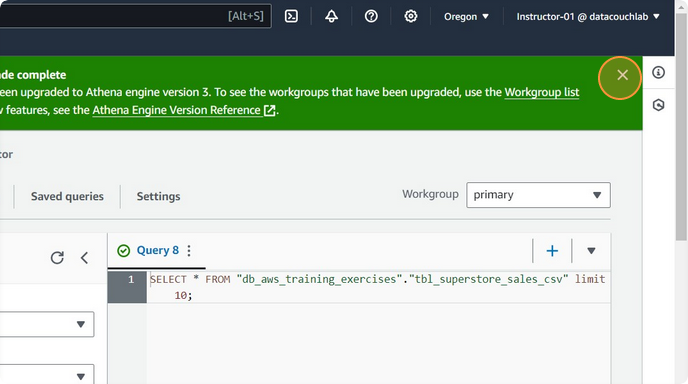 [Alt+S] Oregon Instructor-01 @ datacouchlab
de complete
een upgraded to Athena engine version 3. To see the workgroups that have been upgraded, use the Workgroup list
features, see the Athena Engine Version Reference.
tor
Saved queries Settings Workgroup primary
Query 8
1 SELECT * FROM "db_aws_training_exercises"."tbl_superstore_sales_csv" limit
10;